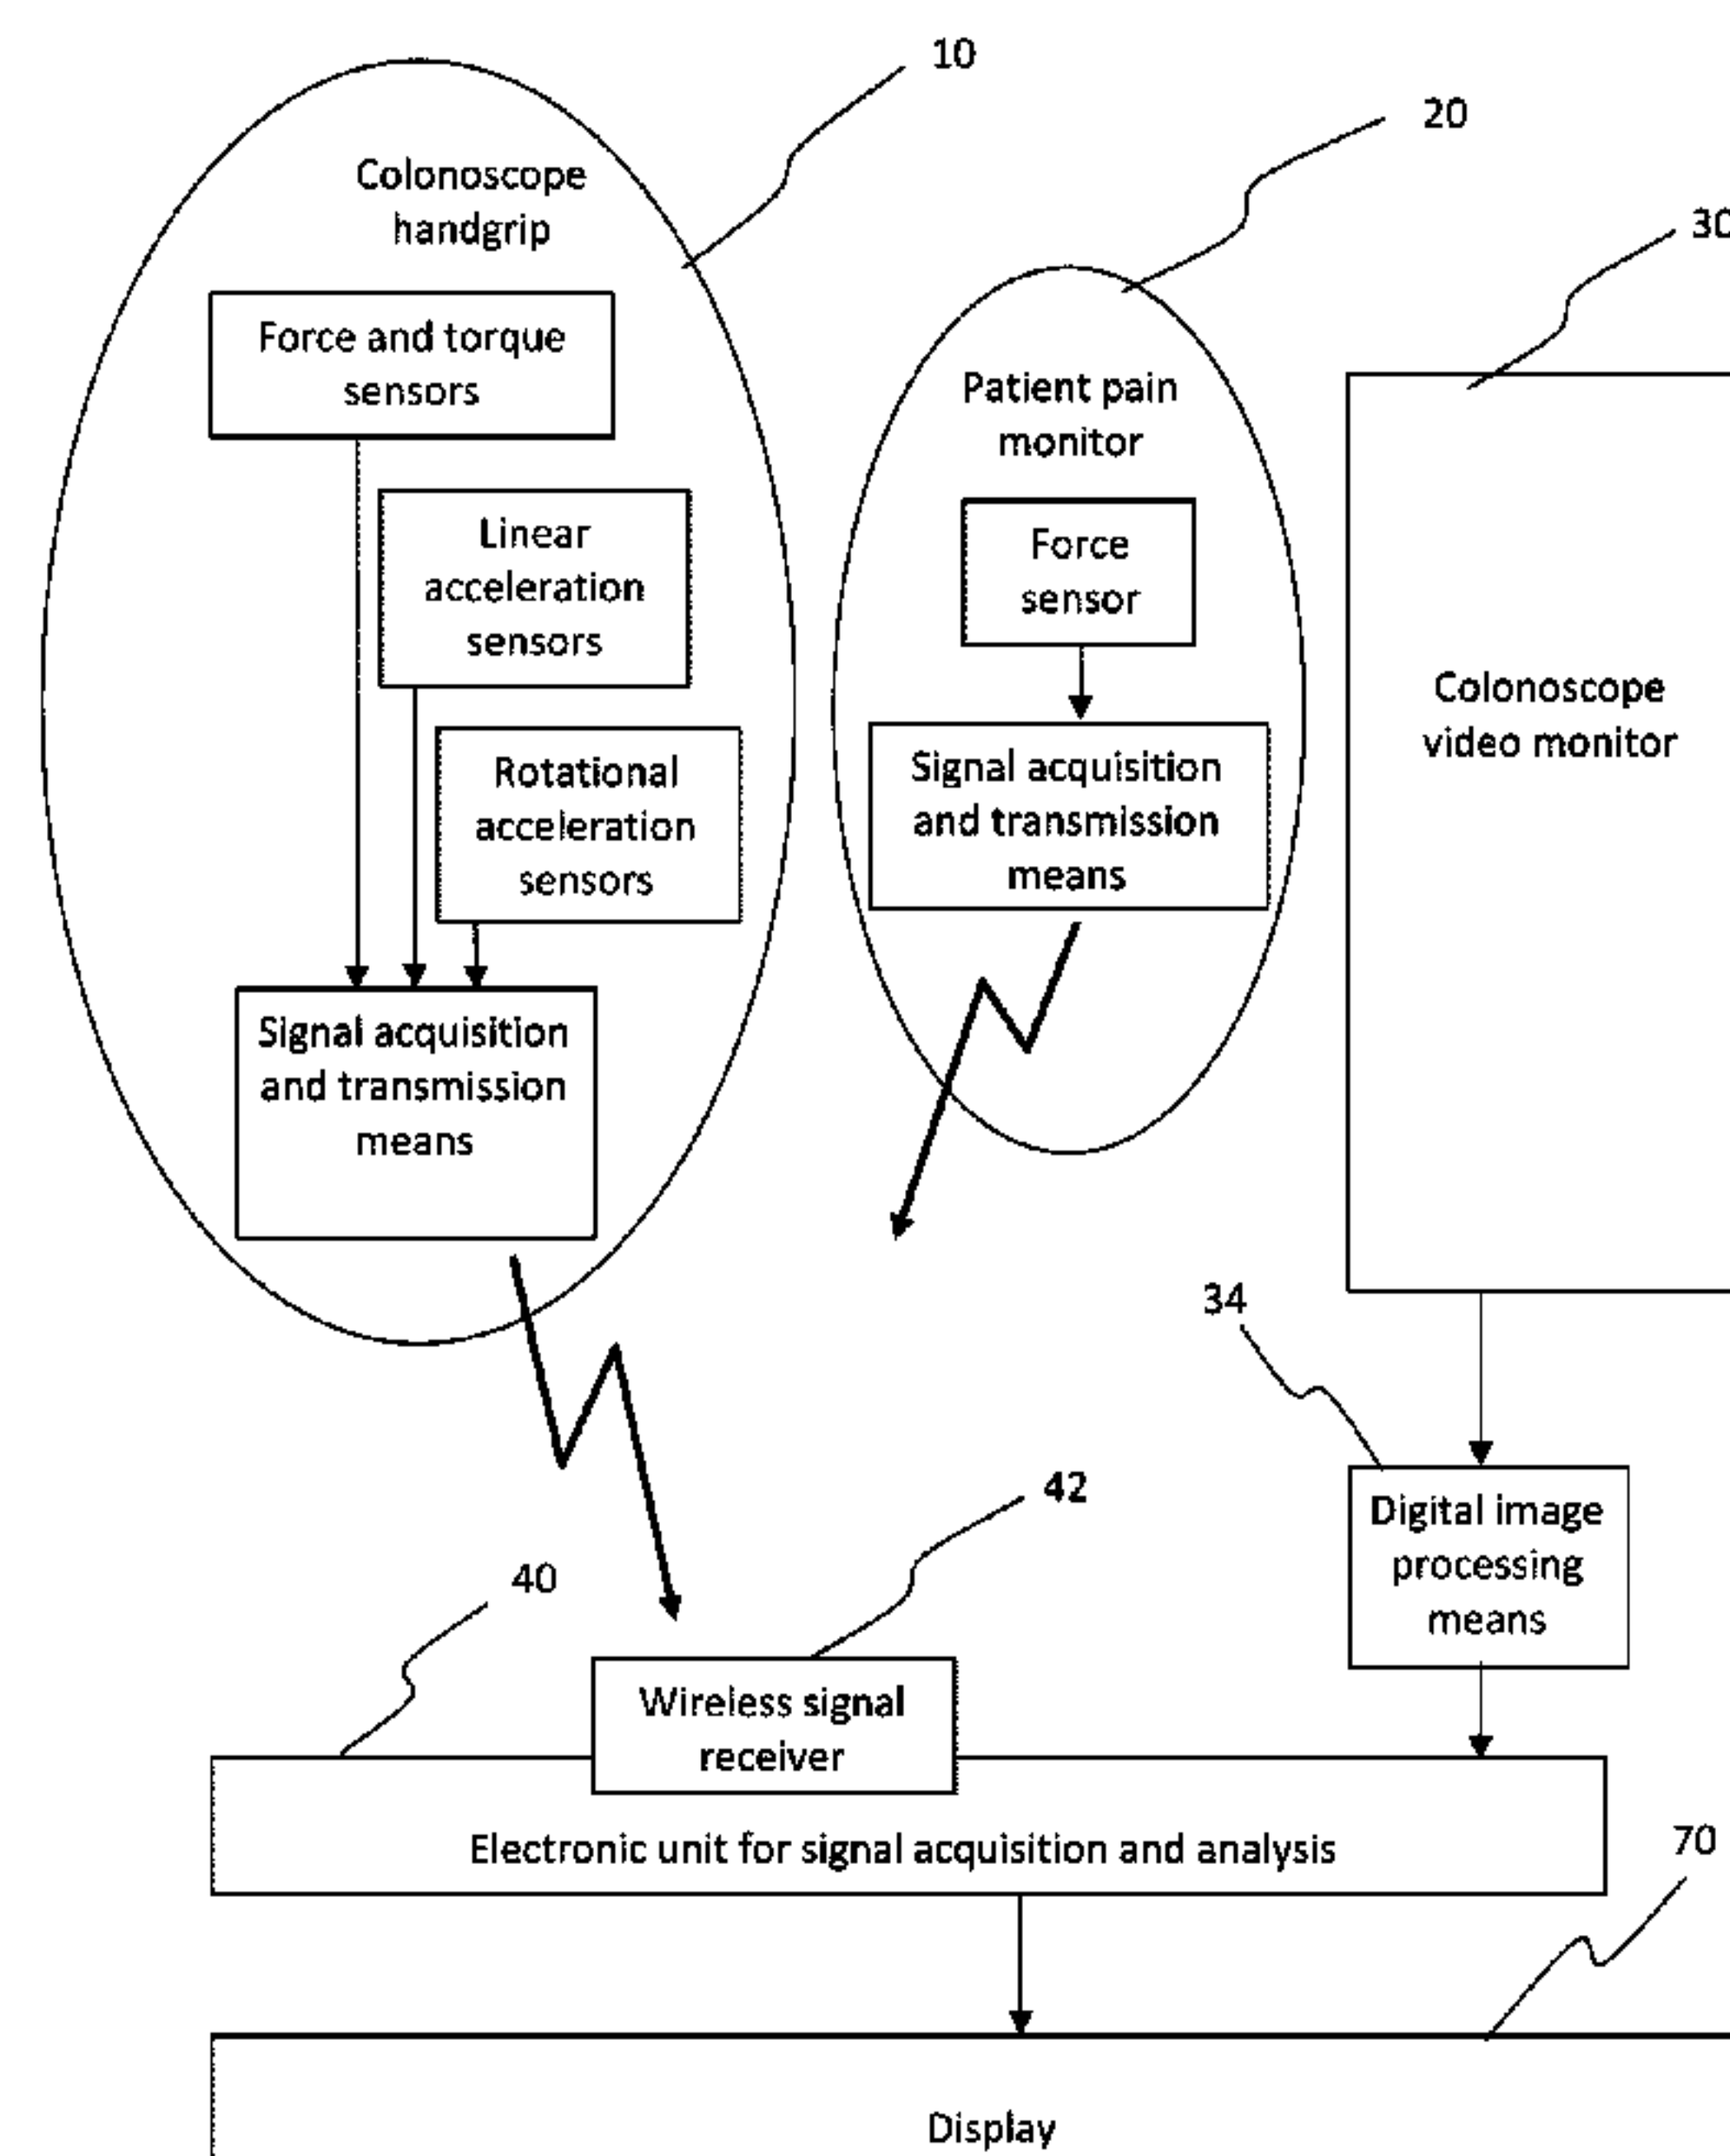 10
20
30
Colonoscope
handgrip
Force and torque
sensors
Linear
acceleration
sensors
Rotational
acceleration
sensors
Signal acquisition
and transmission
means
Patient pain
monitor
Force
sensor
Signal acquisition
and transmission
means
Colonoscope
video monitor
34
Digital image
processing
means
42
40
Wireless signal
receiver
Electronic unit for signal acquisition and analysis
70
Display